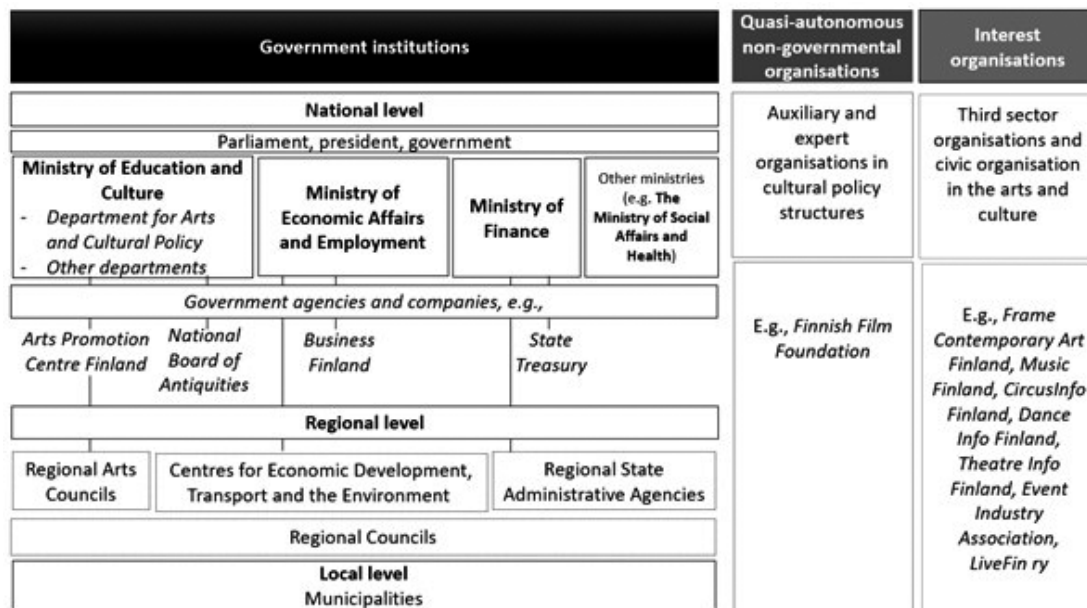 Government institutions
Quasi-autonomous
non-governmental
organisations
Interest
organisations
National level
Parliament, president, government
Ministry of Education and
Culture
- Department for Arts
and Cultural Policy
- Other departments
Ministry of
Economic Affairs
and Employment
Ministry of
Finance
Other ministries
(e.g. The
Ministry of Social
Affairs and
Health)
Government agencies and companies, e.g.,
Arts Promotion
Centre Finland
National
Board of
Antiquities
Business
Finland
State
Treasury
Regional level
Regional Arts
Councils
Centres for Economic Development,
Transport and the Environment
Regional State
Administrative Agencies
Regional Councils
Local level
Municipalities
Auxiliary and
expert
organisations in
cultural policy
structures
E.g., Finnish Film
Foundation
Third sector
organisations and
civic organisation
in the arts and
culture
E.g., Frame
Contemporary Art
Finland, Music
Finland, CircusInfo
Finland, Dance
Info Finland,
Theatre Info
Finland, Event
Industry
Association,
LiveFin ry